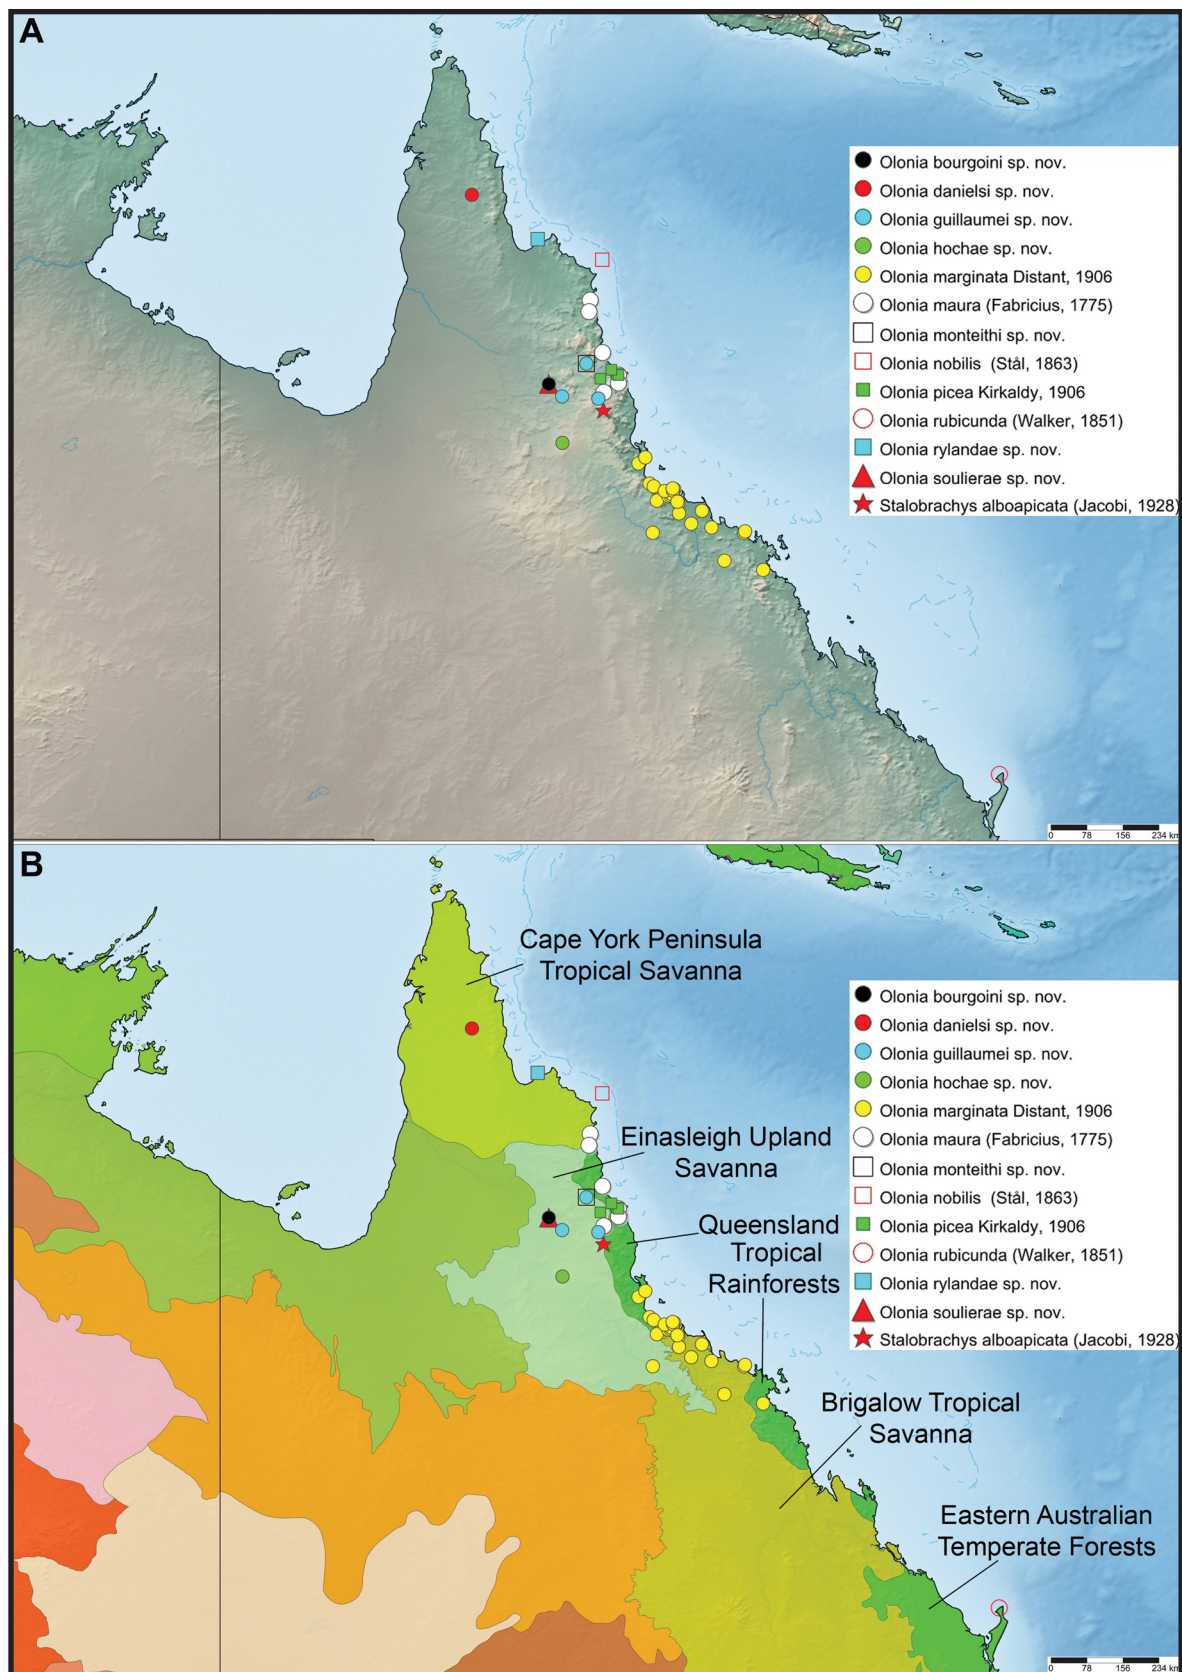 A
Olonia bourgoini sp. nov.
Olonia danielsi sp. nov.
Olonia guillaumei sp. nov.
Olonia hochae sp. nov.
Olonia marginata Distant, 1906
Olonia maura (Fabricius, 1775)
Olonia monteithi sp. nov.
Olonia nobilis (Stål, 1863)
Olonia picea Kirkaldy, 1906
Olonia rubicunda (Walker, 1851)
Olonia rylandae sp. nov.
Olonia soulierae sp. nov.
Stalobrachys alboapicata (Jacobi, 1928)
0 78 156 234 km
B
Cape York Peninsula
Tropical Savanna
Olonia bourgoini sp. nov.
Olonia danielsi sp. nov.
Olonia guillaumei sp. nov.
Olonia hochae sp. nov.
Olonia marginata Distant, 1906
Olonia maura (Fabricius, 1775)
Olonia monteithi sp. nov.
Olonia nobilis (Stål, 1863)
Olonia picea Kirkaldy, 1906
Olonia rubicunda (Walker, 1851)
Olonia rylandae sp. nov.
Olonia soulierae sp. nov.
Stalobrachys alboapicata (Jacobi, 1928)
Einasleigh Upland
Savanna
Queensland
Tropical
Rainforests
Brigalow Tropical
Savanna
Eastern Australian
Temperate Forests
0 78 156 234 km